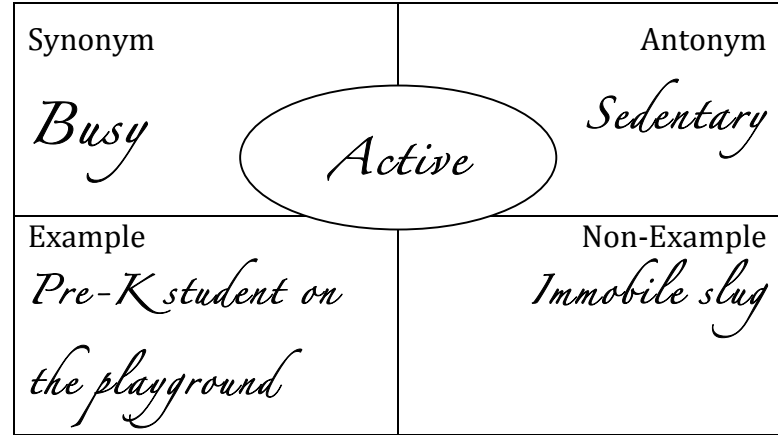 Synonym
Antonym
Busy
Sedentary
Active
Example
Non-Example
Pre-K student on
the playground
Immobile slug